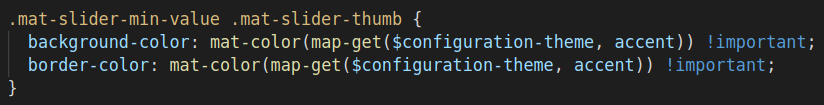 .mat-slider-min-value .mat-slider-thumb {
  background-color: mat-color(map-get($configuration-theme, accent)) !important;
  border-color: mat-color(map-get($configuration-theme, accent)) !important;
}